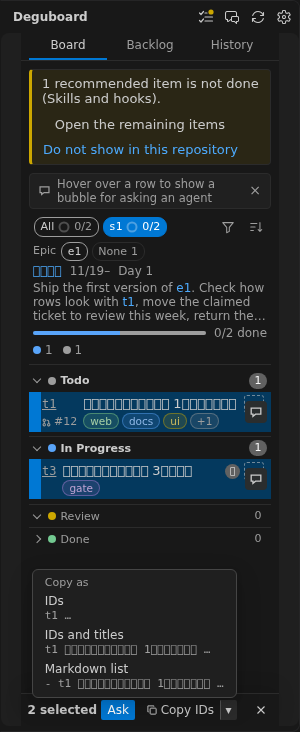 Deguboard
Board
Backlog
History
1 recommended item is not done
(Skills and hooks).
Open the remaining items
Do not show in this repository
Hover over a row to show a
bubble for asking an agent
All 0/2
s1 0/2
Epic e1 None 1
11/19– Day 1
Ship the first version of e1. Check how
rows look with t1, move the claimed
ticket to review this week, return the…
0/2 done
1 1
Todo 1
t1 1
#12 web docs ui +1
In Progress 1
t3 3
gate
Review 0
Done 0
Copy as
IDs
t1 …
IDs and titles
t1 1 …
Markdown list
- t1 1 …
2 selected Ask Copy IDs